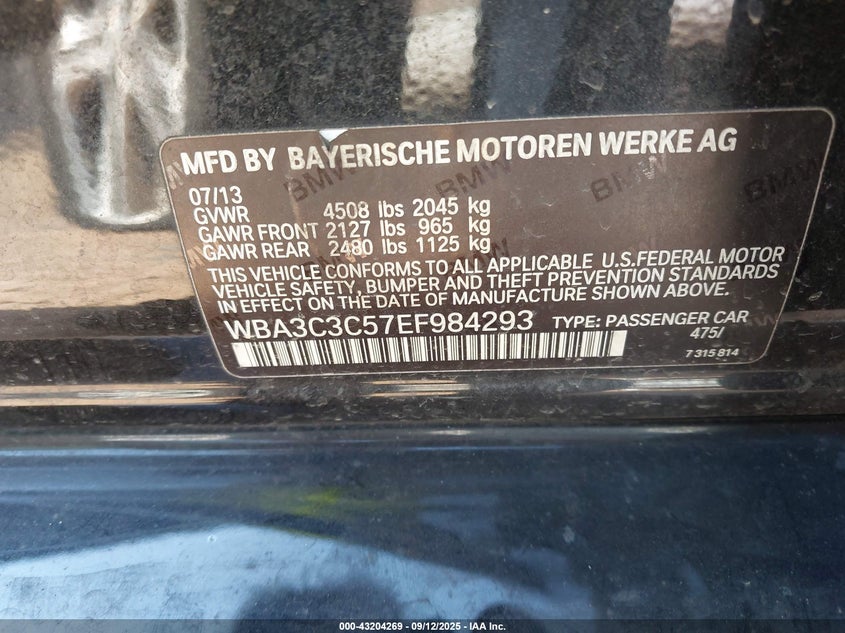 MFD BY BAYERISCHE MOTOREN WERKE AG
07/13
GVWR 4508 lbs 2045 kg
GAWR FRONT 2127 lbs 965 kg
GAWR REAR 2480 lbs 1125 kg
THIS VEHICLE CONFORMS TO ALL APPLICABLE U.S.FEDERAL MOTOR
VEHICLE SAFETY, BUMPER AND THEFT PREVENTION STANDARDS
IN EFFECT ON THE DATE OF MANUFACTURE SHOWN ABOVE.
WBA3C3C57EF984293 TYPE: PASSENGER CAR
475/
7 315 814
000-43204269 - 09/12/2025 - IAA Inc.